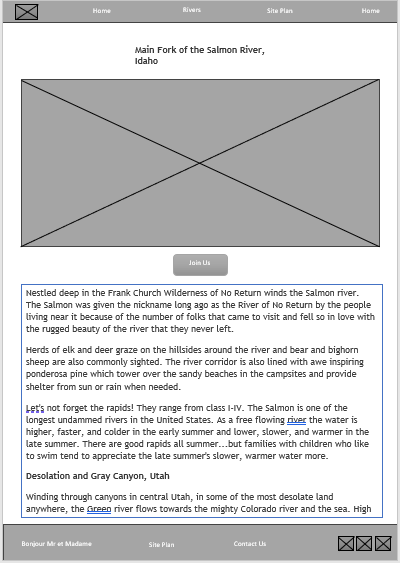 Home Rivers Site Plan Home
Main Fork of the Salmon River,
Idaho
Join Us
Nestled deep in the Frank Church Wilderness of No Return winds the Salmon river.
The Salmon was given the nickname long ago as the River of No Return by the people
living near it because of the number of folks that came to visit and fell so in love with
the rugged beauty of the river that they never left.
Herds of elk and deer graze on the hillsides around the river and bear and bighorn
sheep are also commonly sighted. The river corridor is also lined with awe inspiring
ponderosa pine which tower over the sandy beaches in the campsites and provide
shelter from sun or rain when needed.
Let's not forget the rapids! They range from class I-IV. The Salmon is one of the
longest undammed rivers in the United States. As a free flowing river the water is
higher, faster, and colder in the early summer and lower, slower, and warmer in the
late summer. There are good rapids all summer...but families with children who like
to swim tend to appreciate the late summer's slower, warmer water more.
Desolation and Gray Canyon, Utah
Winding through canyons in central Utah, in some of the most desolate land
anywhere, the Green river flows towards the mighty Colorado river and the sea. High
Bonjour Mr et Madame Site Plan Contact Us